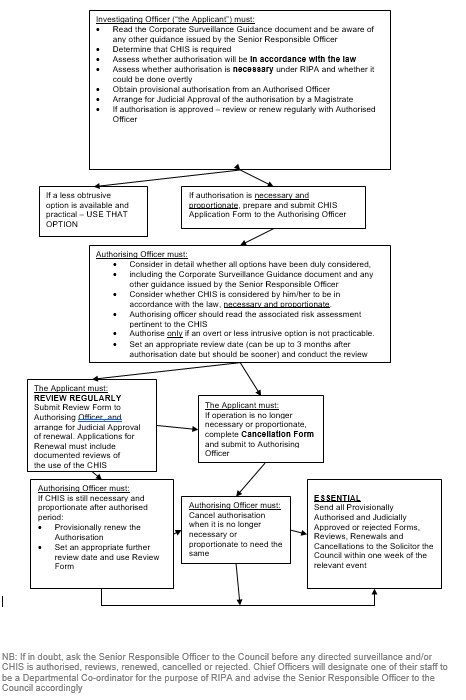 Investigating Officer ("the Applicant") must:
• Read the Corporate Surveillance Guidance document and be aware of
any other guidance issued by the Senior Responsible Officer
• Determine that CHIS is required
• Assess whether authorisation will be in accordance with the law
• Assess whether authorisation is necessary under RIPA and whether it
could be done overtly
• Obtain provisional authorisation from an Authorised Officer
• Arrange for Judicial Approval of the authorisation by a Magistrate
• If authorisation is approved – review or renew regularly with Authorised
Officer
If a less obtrusive
option is available and
practical – USE THAT
OPTION
If authorisation is necessary and
proportionate, prepare and submit CHIS
Application Form to the Authorising Officer
Authorising Officer must:
• Consider in detail whether all options have been duly considered,
• including the Corporate Surveillance Guidance document and any
other guidance issued by the Senior Responsible Officer
• Consider whether CHIS is considered by him/her to be in
accordance with the law, necessary and proportionate.
• Authorising officer should read the associated risk assessment
pertinent to the CHIS
• Authorise only if an overt or less intrusive option is not practicable.
• Set an appropriate review date (can be up to 3 months after
authorisation date but should be sooner) and conduct the review
The Applicant must:
REVIEW REGULARLY
Submit Review Form to
Authorising Officer, and
arrange for Judicial Approval
of renewal. Applications for
Renewal must include
documented reviews of
the use of the CHIS
The Applicant must:
If operation is no longer
necessary or proportionate,
complete Cancellation Form
and submit to Authorising
Officer
Authorising Officer must:
If CHIS is still necessary and
proportionate after authorised
period:
• Provisionally renew the
Authorisation
• Set an appropriate further
review date and use Review
Form
Authorising Officer must:
Cancel authorisation
when it is no longer
necessary or
proportionate to need the
same
ESSENTIAL
Send all Provisionally
Authorised and Judicially
Approved or rejected Forms,
Reviews, Renewals and
Cancellations to the Solicitor the
Council within one week of the
relevant event
NB: If in doubt, ask the Senior Responsible Officer to the Council before any directed surveillance and/or
CHIS is authorised, reviews, renewed, cancelled or rejected. Chief Officers will designate one of their staff to
be a Departmental Co-ordinator for the purpose of RIPA and advise the Senior Responsible Officer to the
Council accordingly